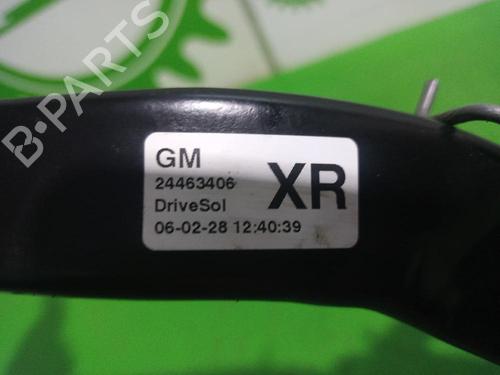 B-PARTS
GM
XR
24463406
DriveSol
06-02-28 12:40:39